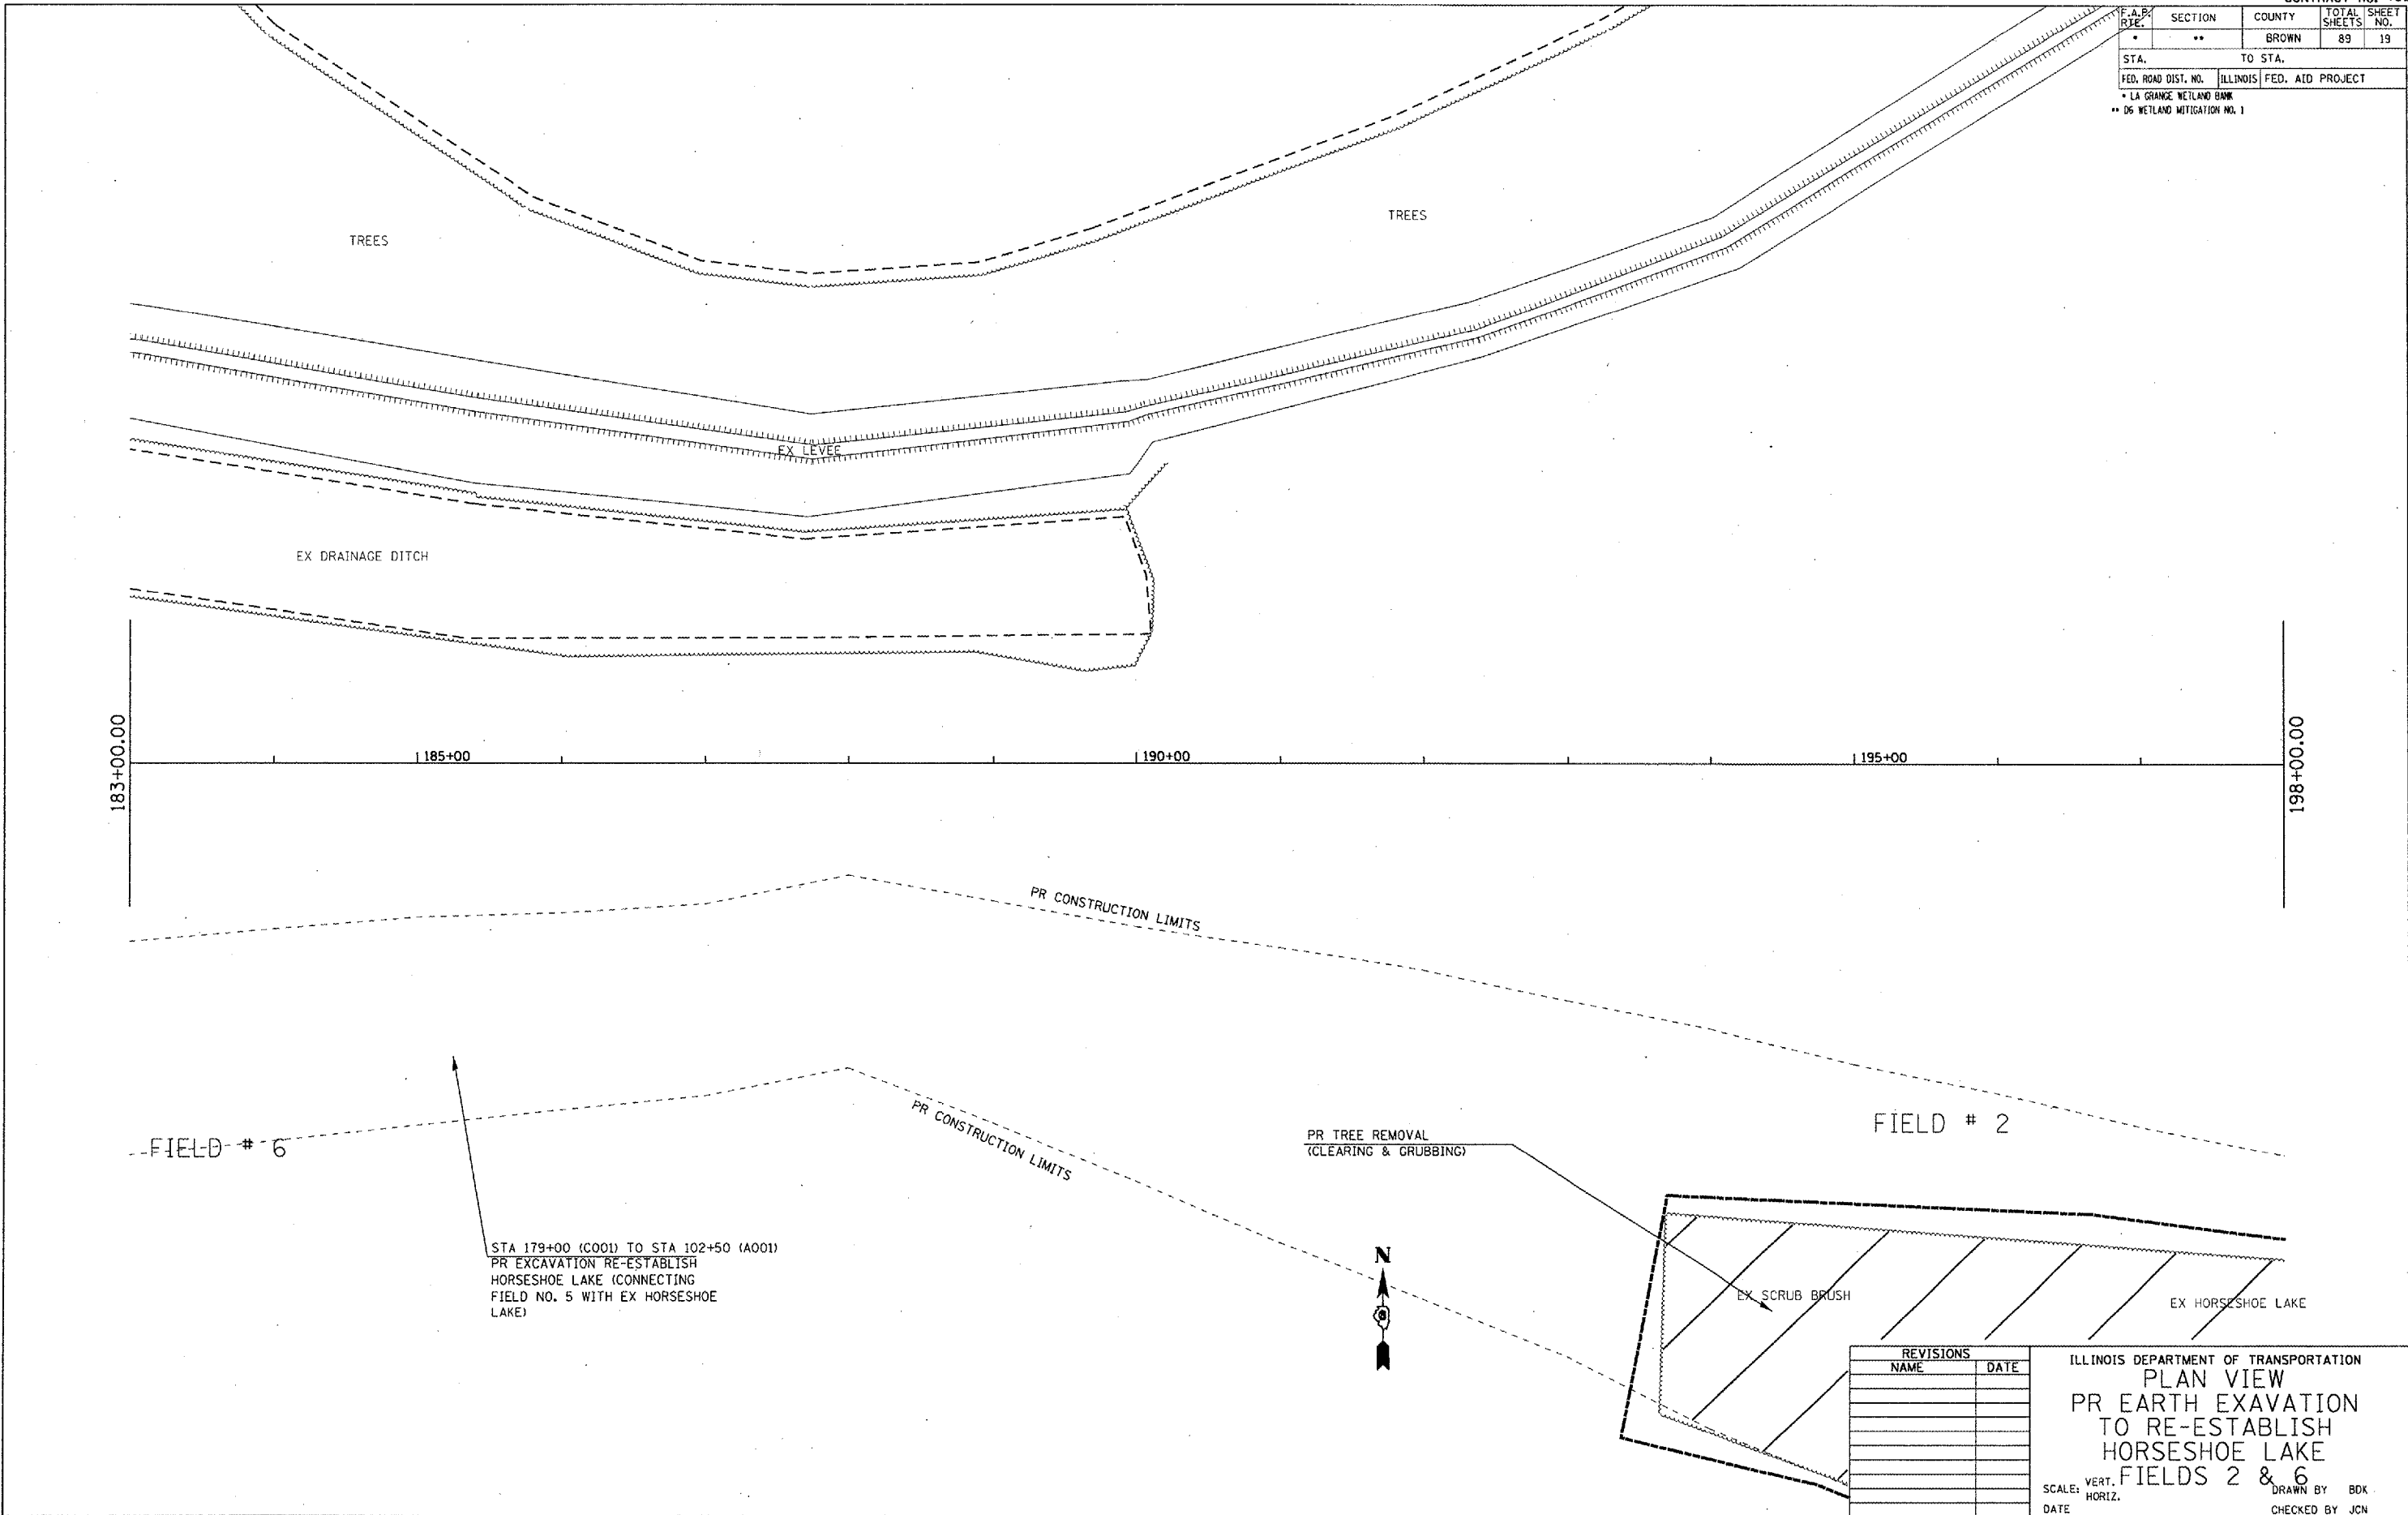 F.A.P. RTE. SECTION COUNTY TOTAL SHEETS SHEET NO.
* ** BROWN 89 19
STA. TO STA.
FED. ROAD DIST. NO. ILLINOIS FED. AID PROJECT
* LA GRANGE WETLAND BANK
** D6 WETLAND MITIGATION NO. 1
TREES
TREES
EX LEVEE
EX DRAINAGE DITCH
183+00.00
185+00
190+00
195+00
198+00.00
PR CONSTRUCTION LIMITS
PR CONSTRUCTION LIMITS
FIELD # 6
FIELD # 2
PR TREE REMOVAL
(CLEARING & GRUBBING)
STA 179+00 (C001) TO STA 102+50 (A001)
PR EXCAVATION RE-ESTABLISH
HORSESHOE LAKE (CONNECTING
FIELD NO. 5 WITH EX HORSESHOE
LAKE)
N
EX SCRUB BRUSH
EX HORSESHOE LAKE
REVISIONS
NAME DATE
ILLINOIS DEPARTMENT OF TRANSPORTATION
PLAN VIEW
PR EARTH EXAVATION
TO RE-ESTABLISH
HORSESHOE LAKE
FIELDS 2 & 6
SCALE: VERT.
HORIZ.
DATE
DRAWN BY BDK
CHECKED BY JCN